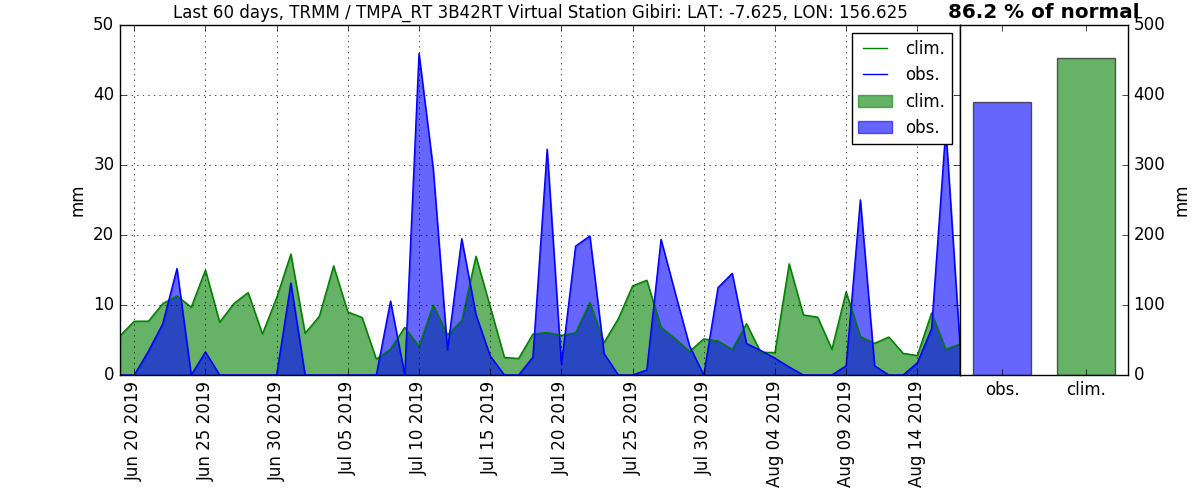 Last 60 days, TRMM / TMPA_RT 3B42RT Virtual Station Gibiri: LAT: -7.625, LON: 156.625
86.2 % of normal
50
40
30
20
10
0
mm
clim.
obs.
clim.
obs.
500
400
300
200
100
0
mm
obs.
clim.
Jun 20 2019
Jun 25 2019
Jun 30 2019
Jul 05 2019
Jul 10 2019
Jul 15 2019
Jul 20 2019
Jul 25 2019
Jul 30 2019
Aug 04 2019
Aug 09 2019
Aug 14 2019